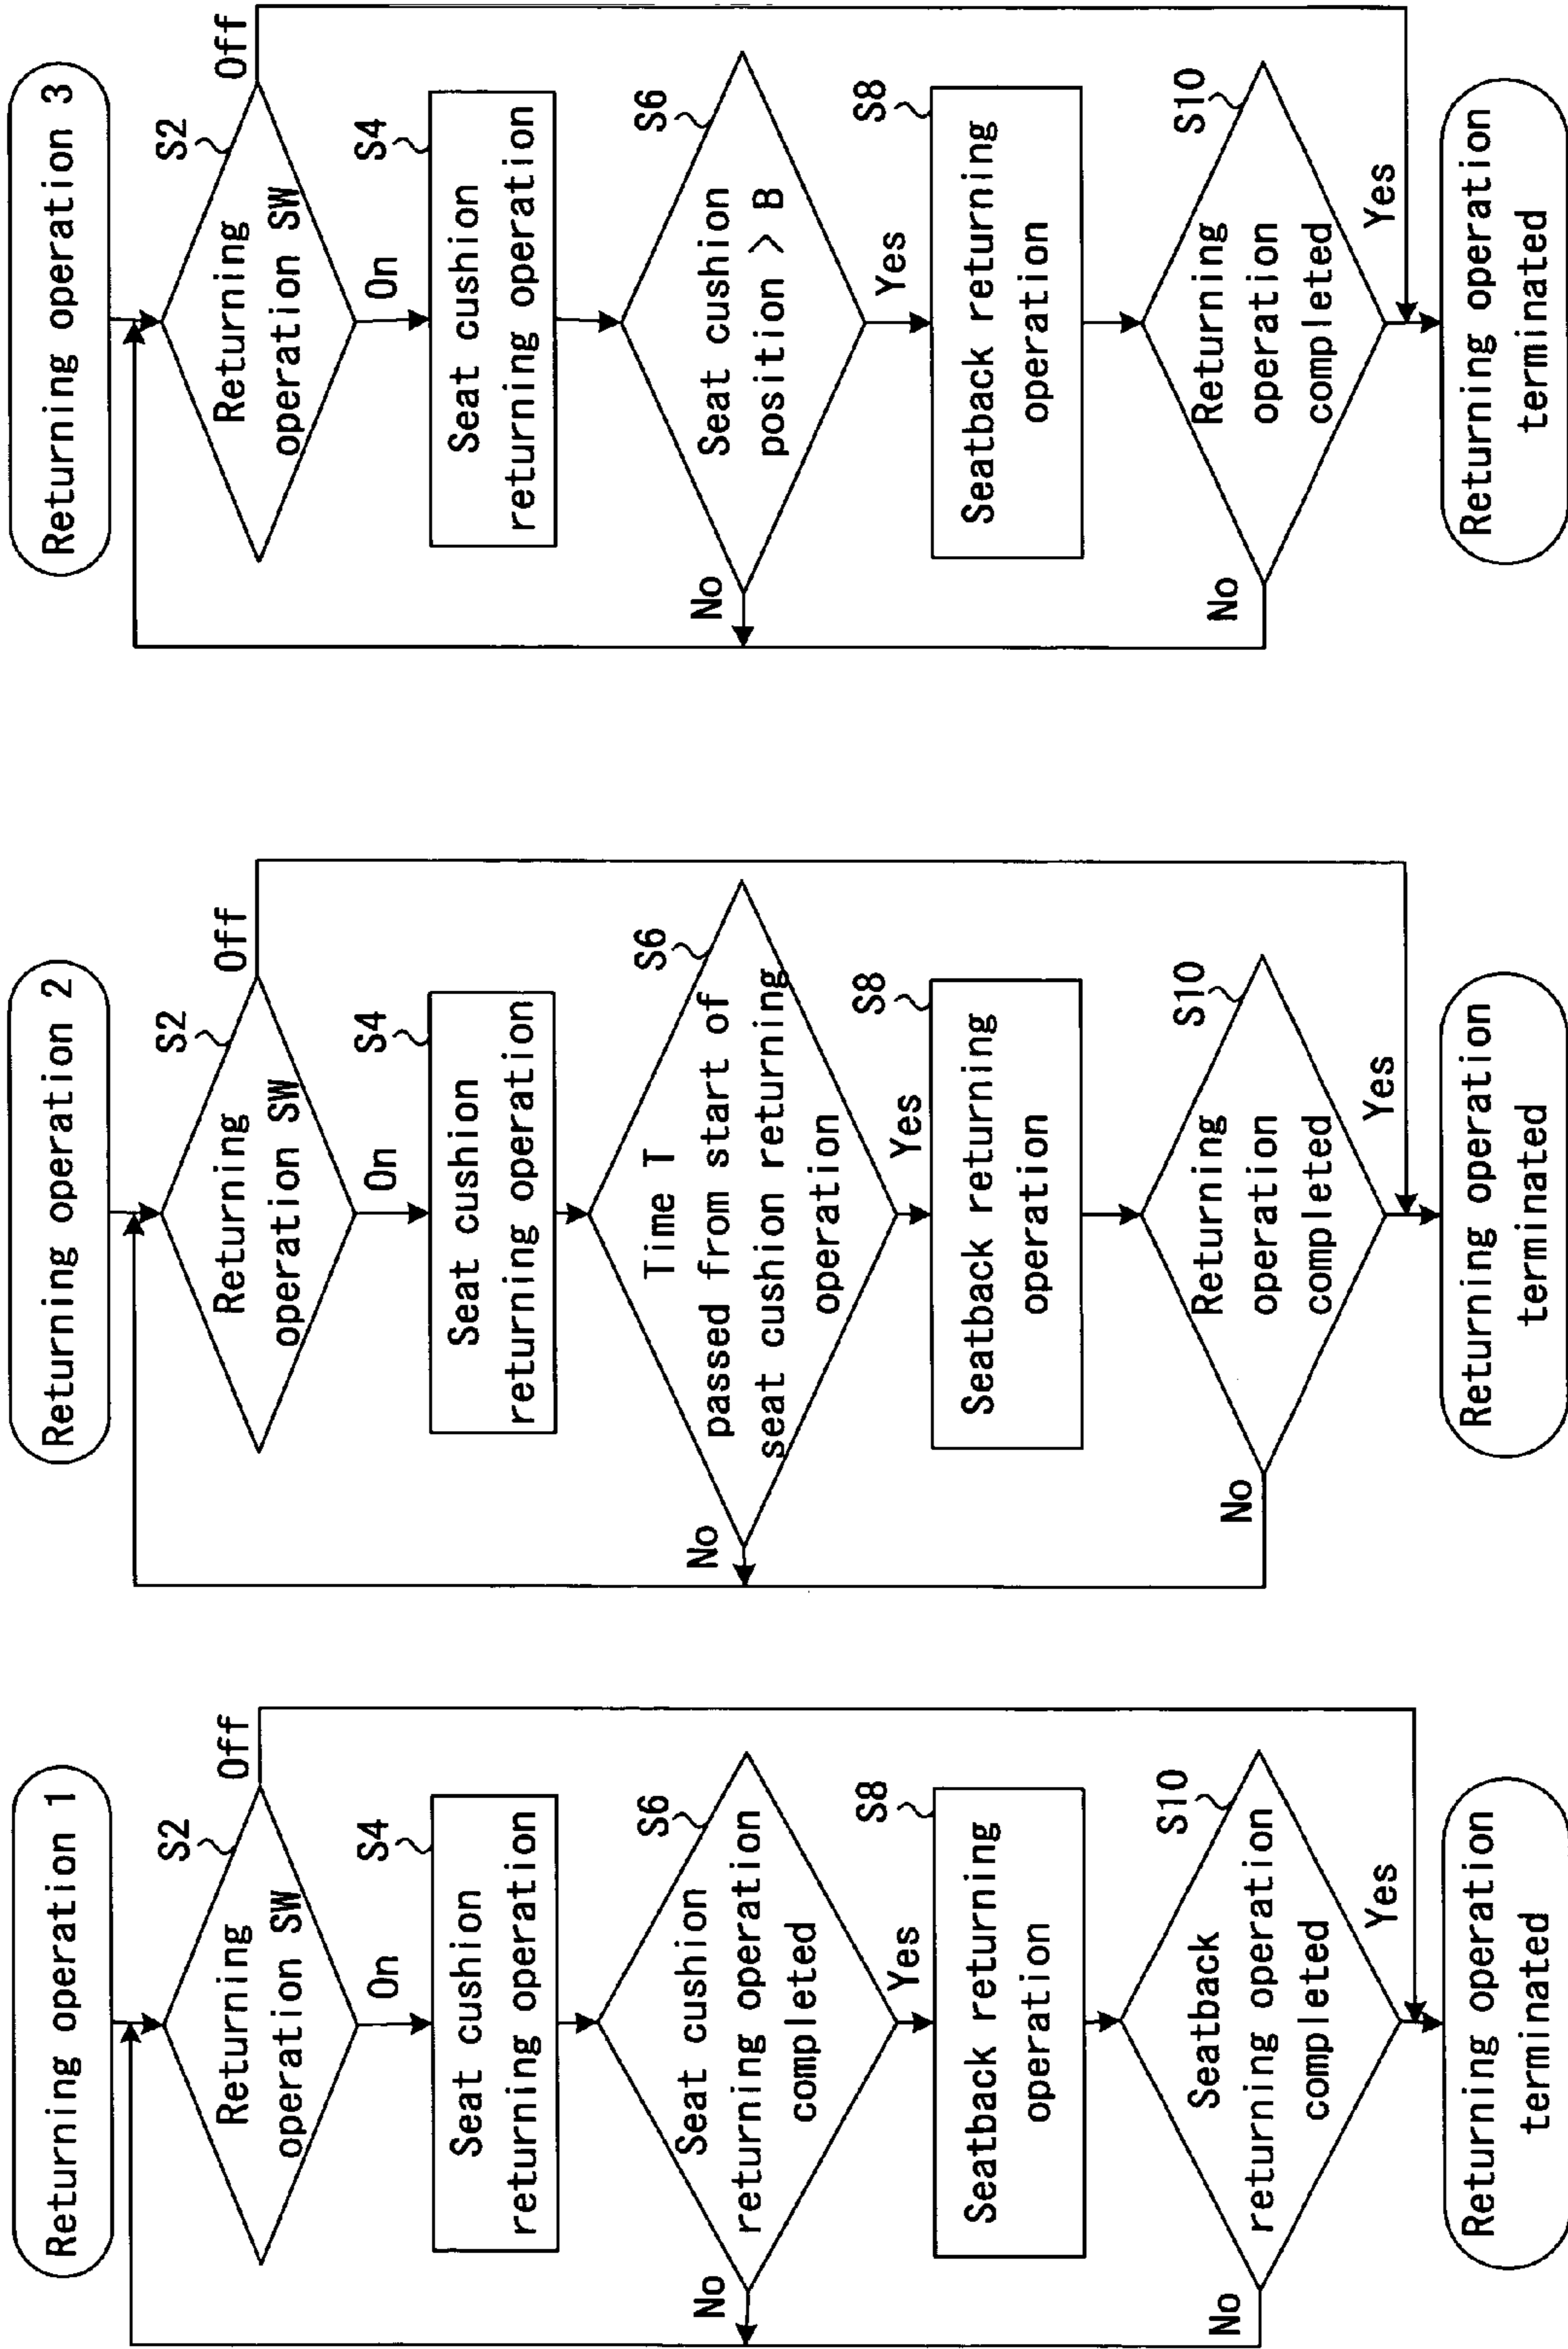 Returning operation 1
S2
Returning
operation SW
Off
On
S4
Seat cushion
returning operation
S6
Seat cushion
returning operation
completed
No
Yes
S8
Seatback returning
operation
S10
Seatback
returning operation
completed
No
Yes
Returning operation
terminated
Returning operation 2
S2
Returning
operation SW
Off
On
S4
Seat cushion
returning operation
S6
Time T
passed from start of
seat cushion returning
operation
No
Yes
S8
Seatback returning
operation
S10
Returning
operation
completed
No
Yes
Returning operation
terminated
Returning operation 3
S2
Returning
operation SW
Off
On
S4
Seat cushion
returning operation
S6
Seat cushion
position > B
No
Yes
S8
Seatback returning
operation
S10
Returning
operation
completed
No
Yes
Returning operation
terminated